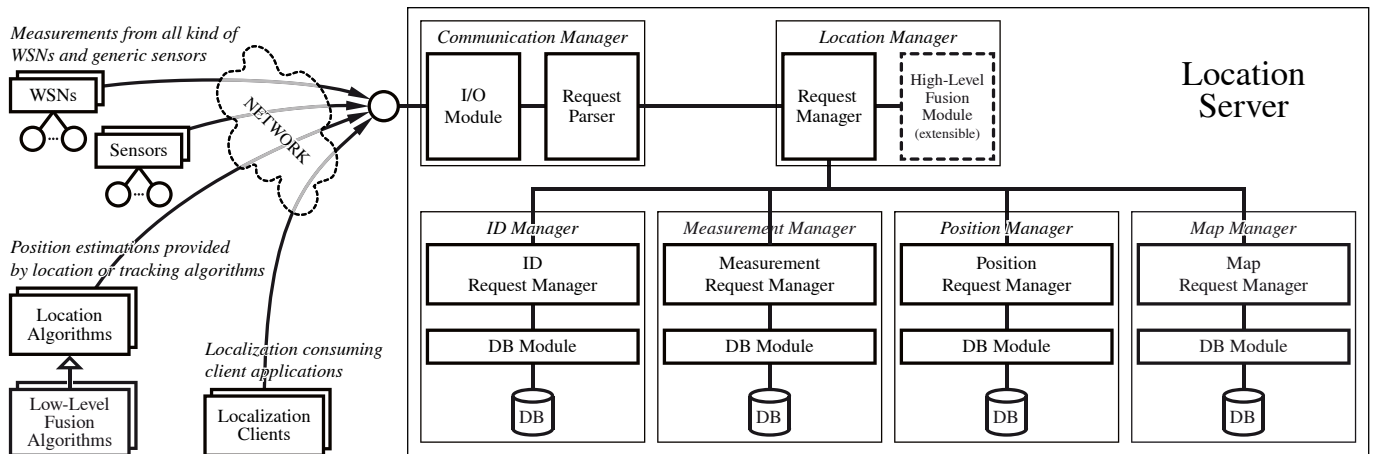 Measurements from all kind of
WSNs and generic sensors
WSNs
...
Sensors
...
NETWORK
Position estimations provided
by location or tracking algorithms
Location
Algorithms
Low-Level
Fusion
Algorithms
Localization consuming
client applications
Localization
Clients
Communication Manager
I/O
Module
Request
Parser
Location Manager
Request
Manager
High-Level
Fusion
Module
(extensible)
Location
Server
ID Manager
ID
Request Manager
DB Module
DB
Measurement Manager
Measurement
Request Manager
DB Module
DB
Position Manager
Position
Request Manager
DB Module
DB
Map Manager
Map
Request Manager
DB Module
DB